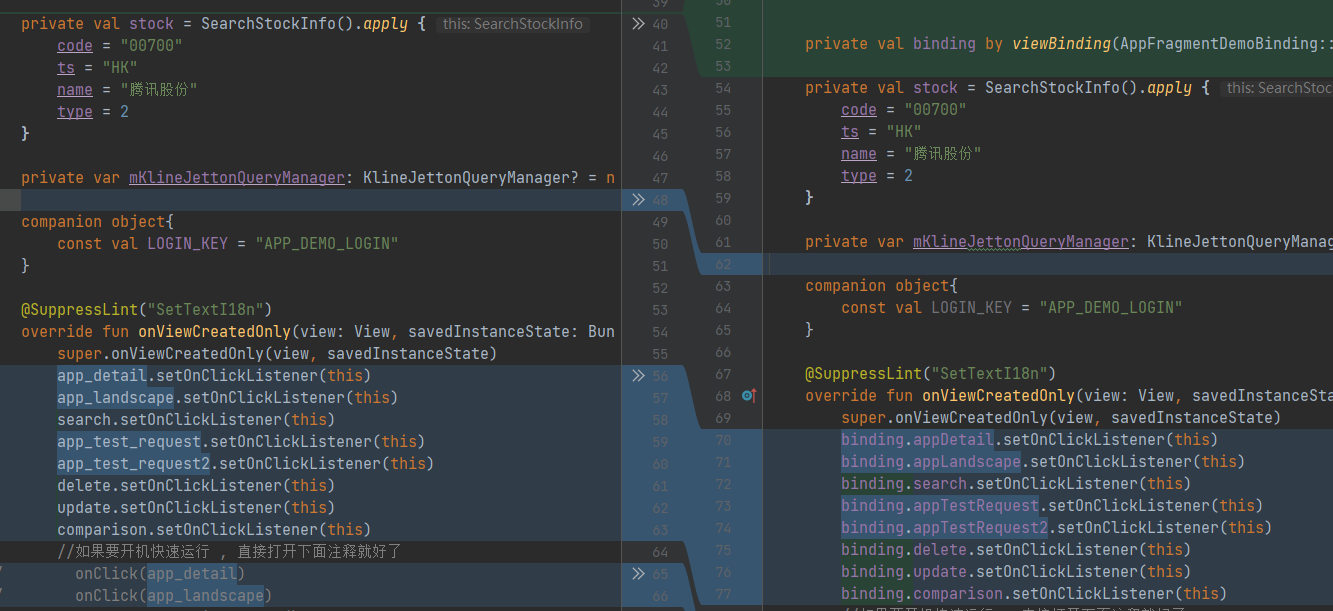 39
private val stock = SearchStockInfo().apply { this: SearchStockInfo
40
code = "00700"
41
ts = "HK"
42
name = "腾讯股份"
43
type = 2
44
}
45
46
private var mKlineJettonQueryManager: KlineJettonQueryManager? = n
47
48
companion object{
49
const val LOGIN_KEY = "APP_DEMO_LOGIN"
50
}
51
52
@SuppressLint("SetTextI18n")
53
override fun onViewCreatedOnly(view: View, savedInstanceState: Bun
54
super.onViewCreatedOnly(view, savedInstanceState)
55
app_detail.setOnClickListener(this)
56
app_landscape.setOnClickListener(this)
57
search.setOnClickListener(this)
58
app_test_request.setOnClickListener(this)
59
app_test_request2.setOnClickListener(this)
60
delete.setOnClickListener(this)
61
update.setOnClickListener(this)
62
comparison.setOnClickListener(this)
63
//如果要开机快速运行 , 直接打开下面注释就好了
64
onClick(app_detail)
65
onClick(app_landscape)
66
50
51
52
private val binding by viewBinding(AppFragmentDemoBinding::
53
54
private val stock = SearchStockInfo().apply { this: SearchStoc
55
code = "00700"
56
ts = "HK"
57
name = "腾讯股份"
58
type = 2
59
}
60
61
private var mKlineJettonQueryManager: KlineJettonQueryManag
62
63
companion object{
64
const val LOGIN_KEY = "APP_DEMO_LOGIN"
65
}
66
67
@SuppressLint("SetTextI18n")
68
override fun onViewCreatedOnly(view: View, savedInstanceSta
69
super.onViewCreatedOnly(view, savedInstanceState)
70
binding.appDetail.setOnClickListener(this)
71
binding.appLandscape.setOnClickListener(this)
72
binding.search.setOnClickListener(this)
73
binding.appTestRequest.setOnClickListener(this)
74
binding.appTestRequest2.setOnClickListener(this)
75
binding.delete.setOnClickListener(this)
76
binding.update.setOnClickListener(this)
77
binding.comparison.setOnClickListener(this)